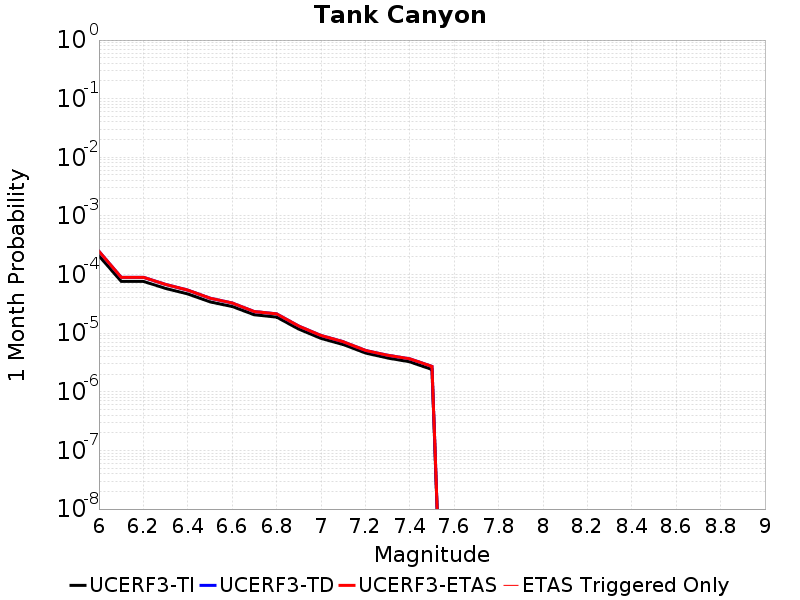 Tank Canyon
1 Month Probability
10^0
10^-1
10^-2
10^-3
10^-4
10^-5
10^-6
10^-7
10^-8
6 6.2 6.4 6.6 6.8 7 7.2 7.4 7.6 7.8 8 8.2 8.4 8.6 8.8 9
Magnitude
UCERF3-TI UCERF3-TD UCERF3-ETAS ETAS Triggered Only